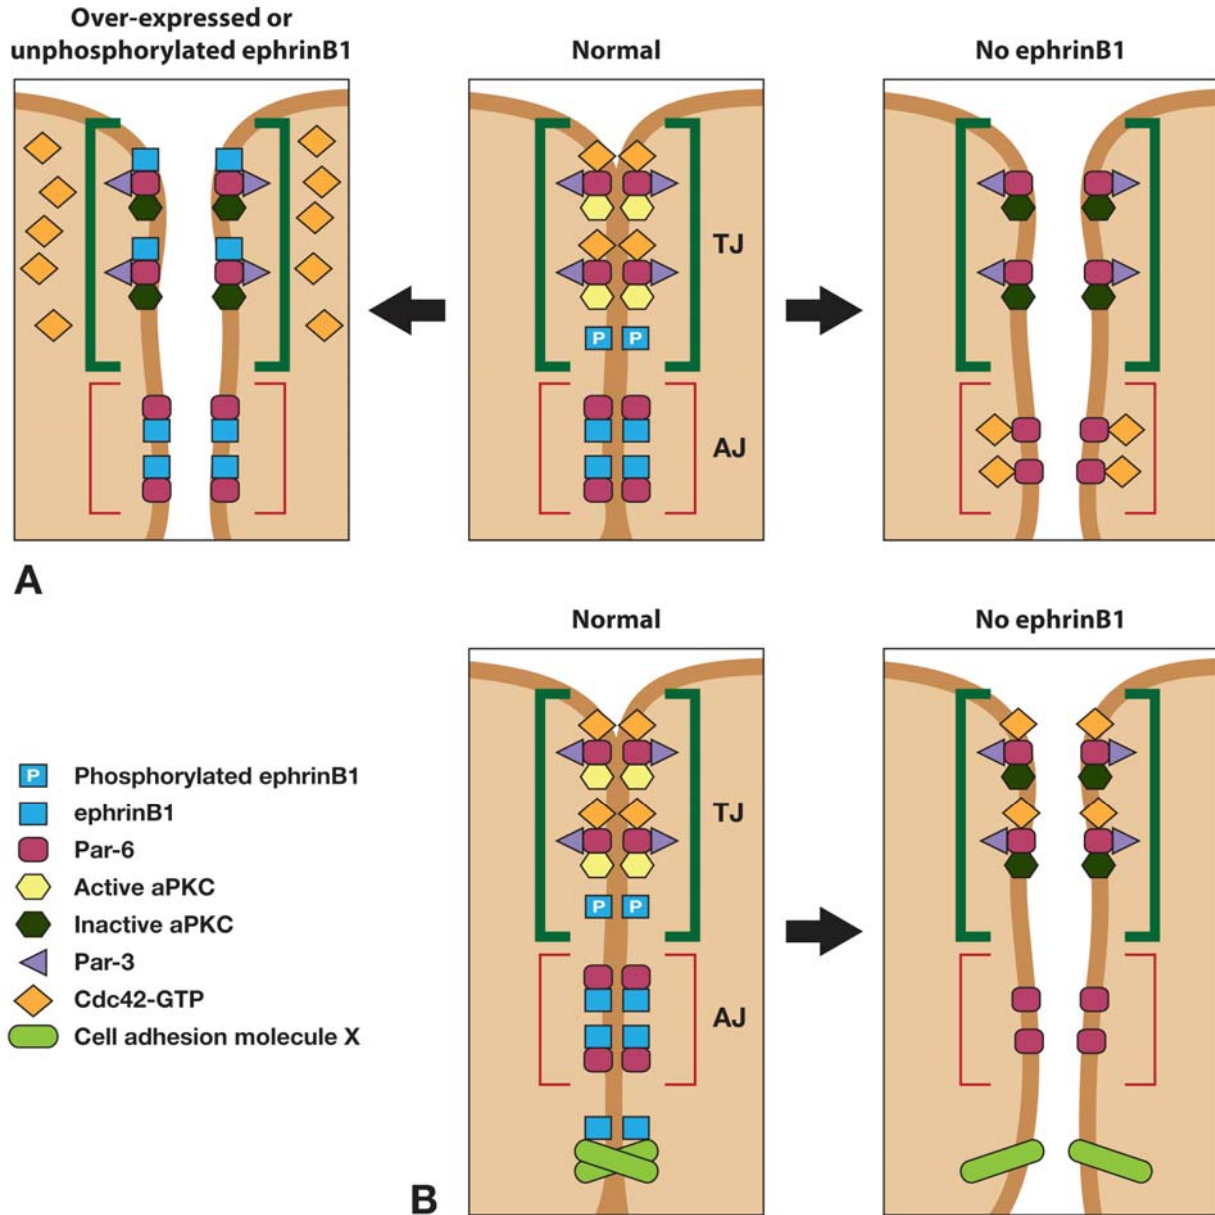 Over-expressed or
unphosphorylated ephrinB1
Normal
No ephrinB1
TJ
P P
AJ
A
Normal
No ephrinB1
TJ
P P
AJ
P Phosphorylated ephrinB1
ephrinB1
Par-6
Active aPKC
Inactive aPKC
Par-3
Cdc42-GTP
Cell adhesion molecule X
B